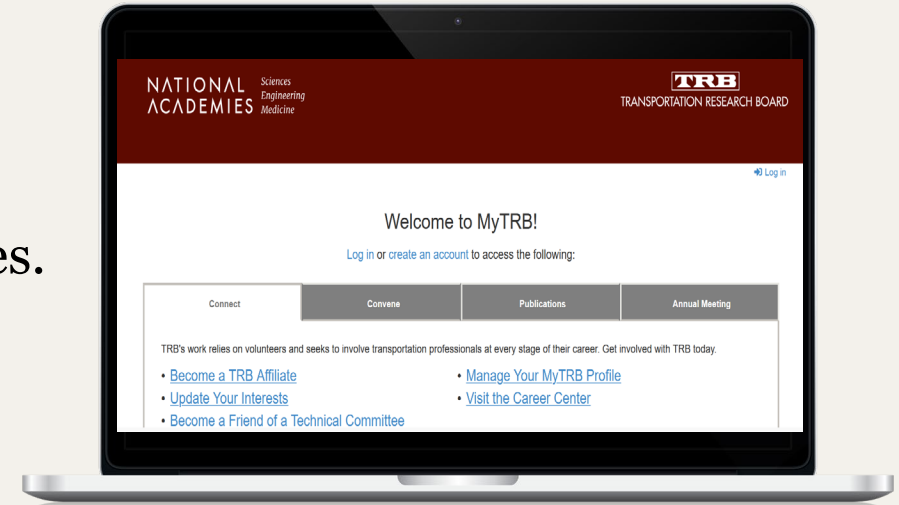 NATIONAL ACADEMIES
Sciences
Engineering
Medicine
TRB
TRANSPORTATION RESEARCH BOARD
Log in
Welcome to MyTRB!
es.
Log in or create an account to access the following:
Connect
Convene
Publications
Annual Meeting
TRB's work relies on volunteers and seeks to involve transportation professionals at every stage of their career. Get involved with TRB today.
• Become a TRB Affiliate
• Manage Your MyTRB Profile
• Update Your Interests
• Visit the Career Center
• Become a Friend of a Technical Committee